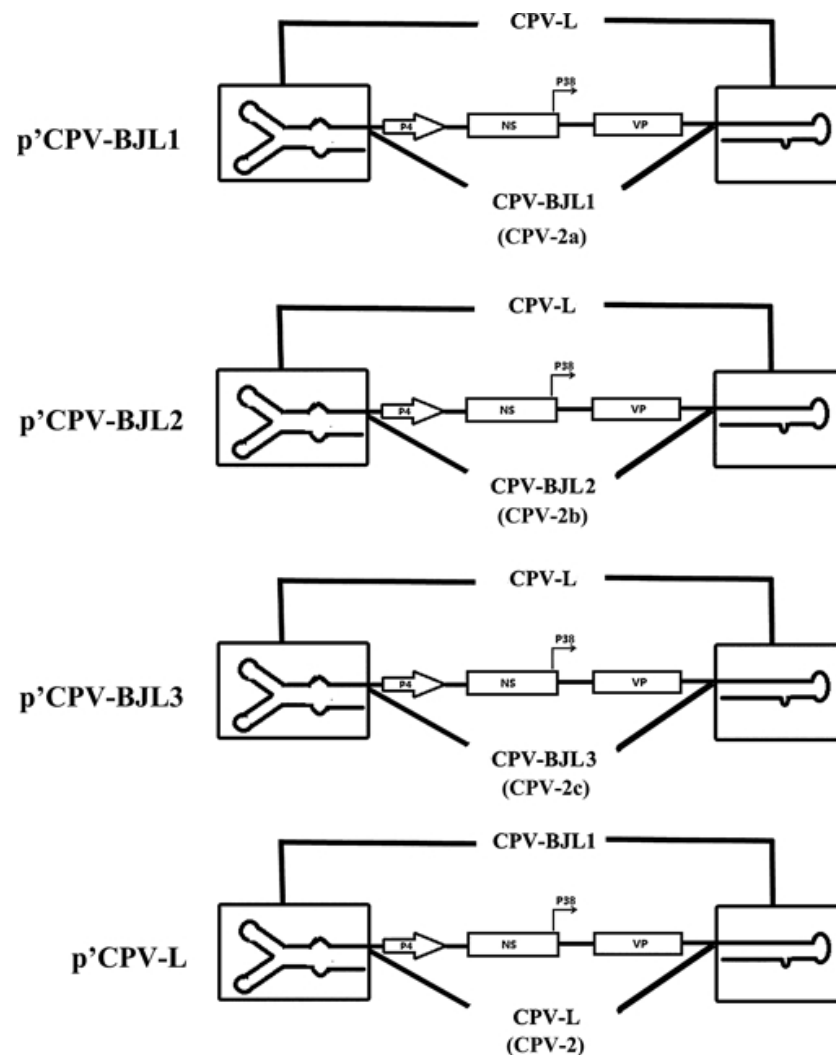 CPV-L
P38
p’CPV-BJL1
P4
NS
VP
CPV-BJL1
(CPV-2a)
CPV-L
P38
p’CPV-BJL2
P4
NS
VP
CPV-BJL2
(CPV-2b)
CPV-L
P38
p’CPV-BJL3
P4
NS
VP
CPV-BJL3
(CPV-2c)
CPV-BJL1
P38
p’CPV-L
P4
NS
VP
CPV-L
(CPV-2)